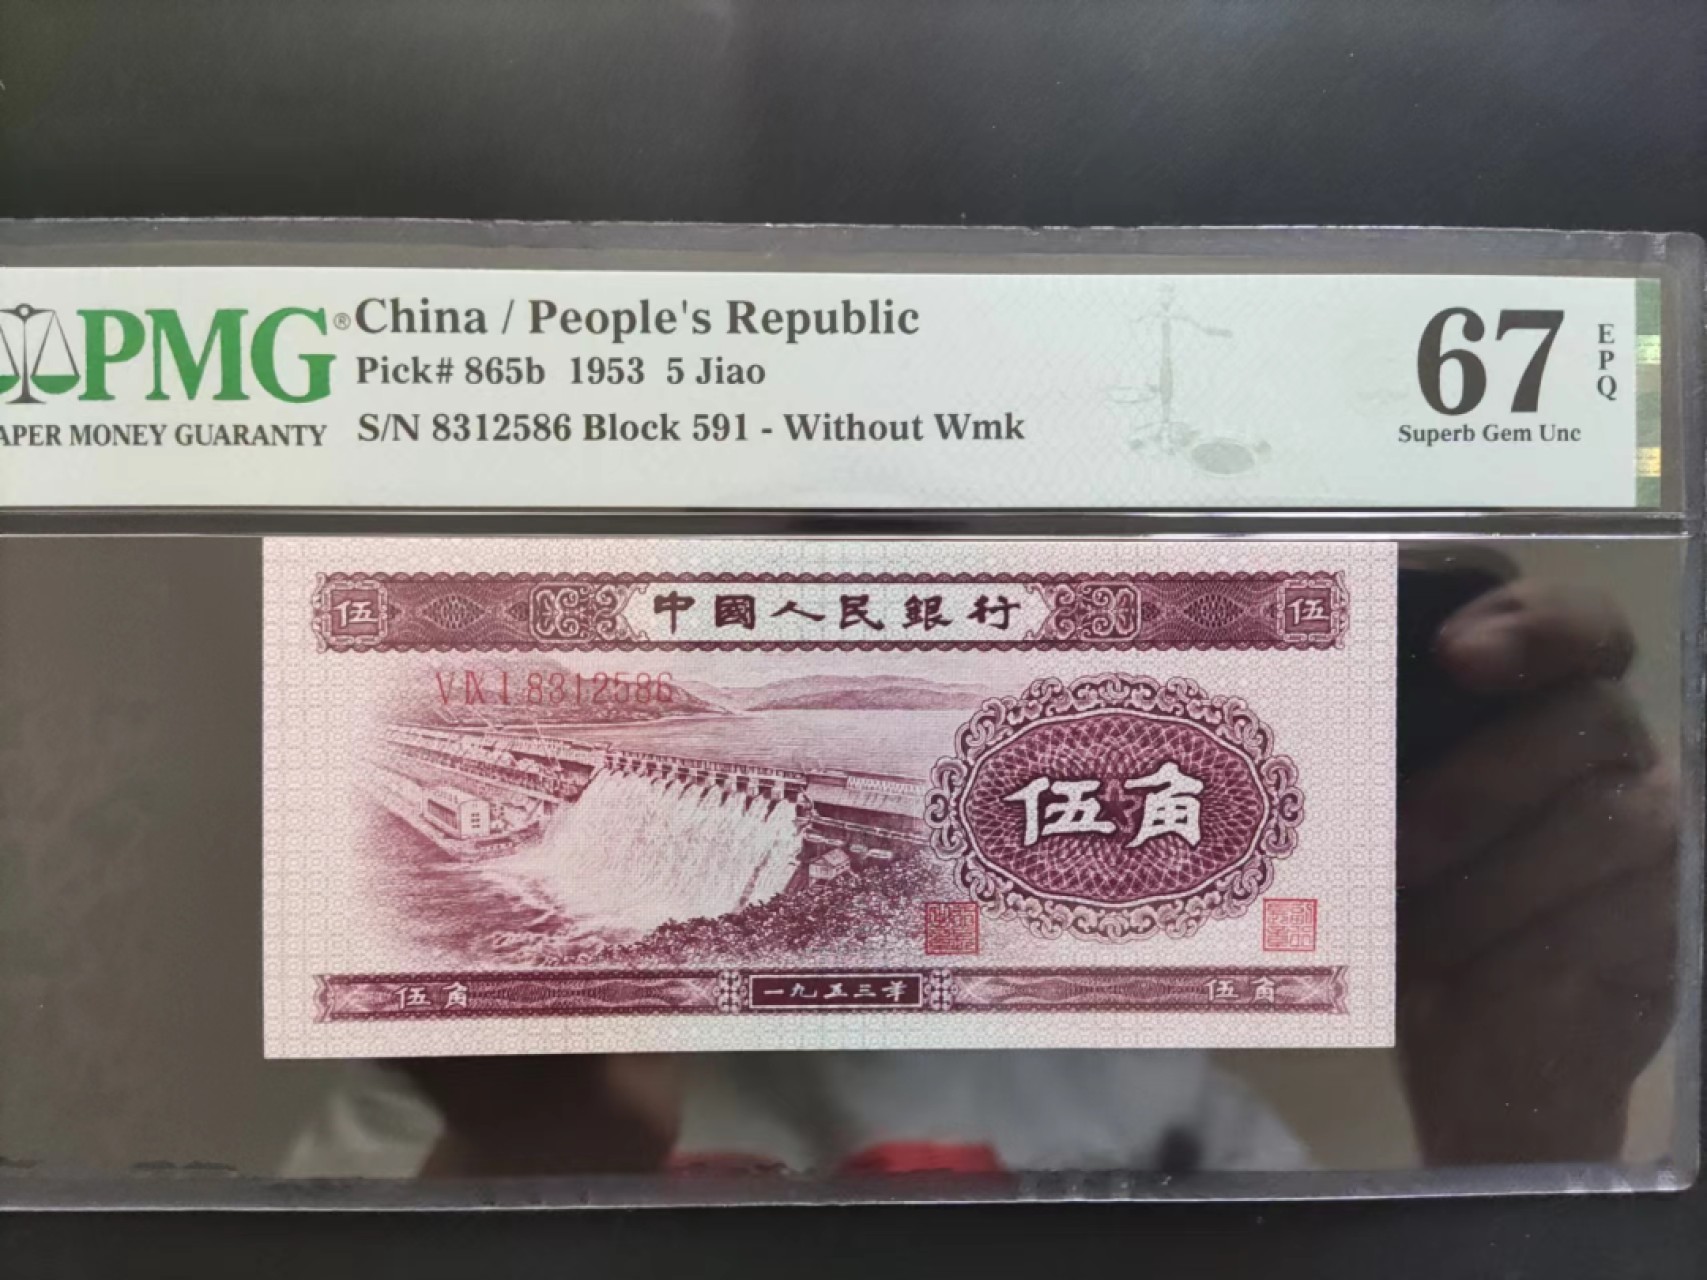 PMG® China / People's Republic
Pick# 865b 1953 5 Jiao
APER MONEY GUARANTY
S/N 8312586 Block 591 - Without Wmk
67
EPQ
Superb Gem Unc
伍 中國人民銀行 伍
V IX I 8312586
伍角
伍角 一九五三年 伍角